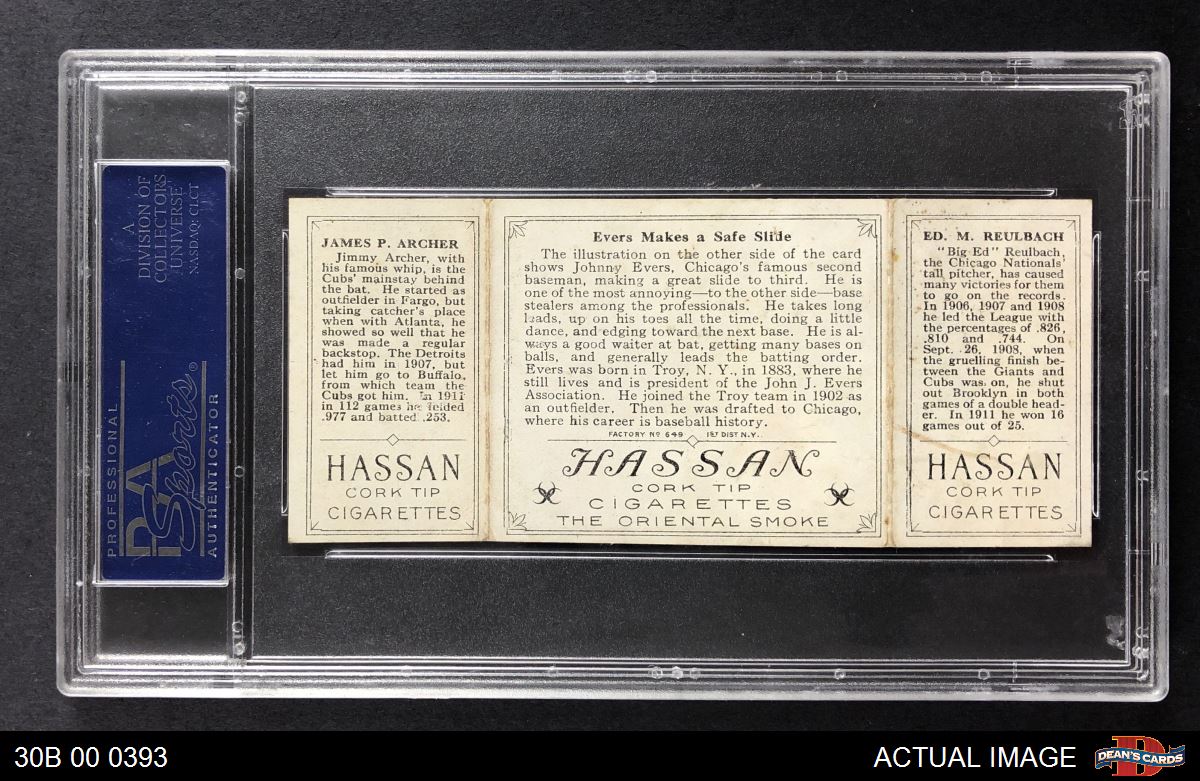 A
DIVISION OF
COLLECTORS
UNIVERSE
NASDAQ: CLCT
PROFESSIONAL
PSA
Sports®
AUTHENTICATOR
JAMES P. ARCHER
Jimmy Archer, with
his famous whip, is the
Cubs' mainstay behind
the bat. He started as
outfielder in Fargo, but
taking catcher's place
when with Atlanta, he
showed so well that he
was made a regular
backstop. The Detroits
had him in 1907, but
let him go to Buffalo,
from which team the
Cubs got him. In 1911
in 112 games he fielded
.977 and batted .253.
HASSAN
CORK TIP
CIGARETTES
Evers Makes a Safe Slide
The illustration on the other side of the card
shows Johnny Evers, Chicago's famous second
baseman, making a great slide to third. He is
one of the most annoying—to the other side—base
stealers among the professionals. He takes long
leads, up on his toes all the time, doing a little
dance, and edging toward the next base. He is al-
ways a good waiter at bat, getting many bases on
balls, and generally leads the batting order.
Evers was born in Troy, N. Y., in 1883, where he
still lives and is president of the John J. Evers
Association. He joined the Troy team in 1902 as
an outfielder. Then he was drafted to Chicago,
where his career is baseball history.
FACTORY Nº 649 1ST DIST N.Y.
HASSAN
CORK TIP
CIGARETTES
THE ORIENTAL SMOKE
ED. M. REULBACH
"Big Ed" Reulbach,
the Chicago Nationals'
tall pitcher, has caused
many victories for them
to go on the records.
In 1906, 1907 and 1908
he led the League with
the percentages of .826,
.810 and .744. On
Sept. 26, 1908, when
the gruelling finish be-
tween the Giants and
Cubs was on, he shut
out Brooklyn in both
games of a double head-
er. In 1911 he won 16
games out of 25.
HASSAN
CORK TIP
CIGARETTES
30B 00 0393
ACTUAL IMAGE
DEAN'S CARDS